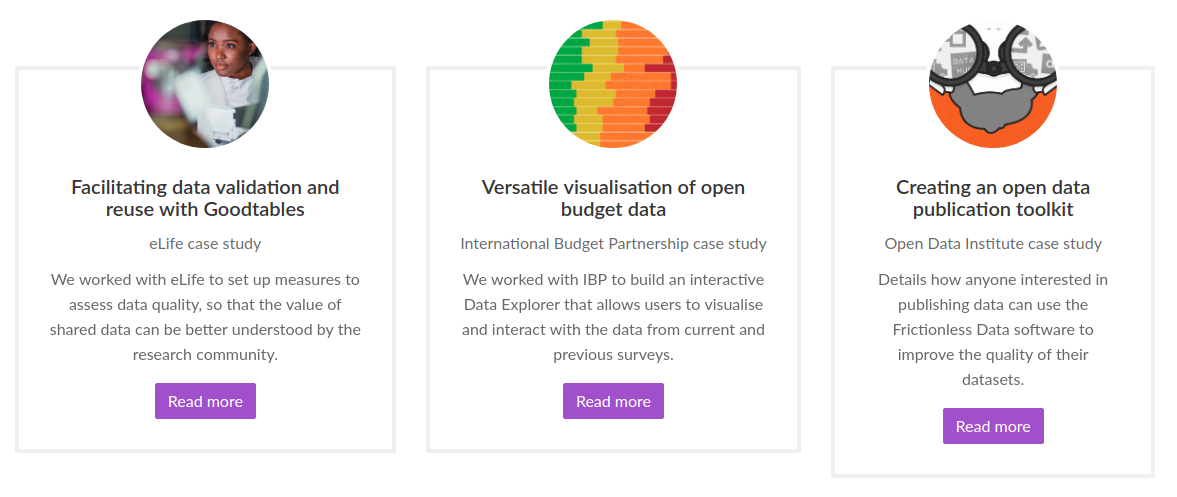 Facilitating data validation and
reuse with Goodtables
eLife case study
We worked with eLife to set up measures to
assess data quality, so that the value of
shared data can be better understood by the
research community.
Read more
Versatile visualisation of open
budget data
International Budget Partnership case study
We worked with IBP to build an interactive
Data Explorer that allows users to visualise
and interact with the data from current and
previous surveys.
Read more
DATA
Creating an open data
publication toolkit
Open Data Institute case study
Details how anyone interested in
publishing data can use the
Frictionless Data software to
improve the quality of their
datasets.
Read more